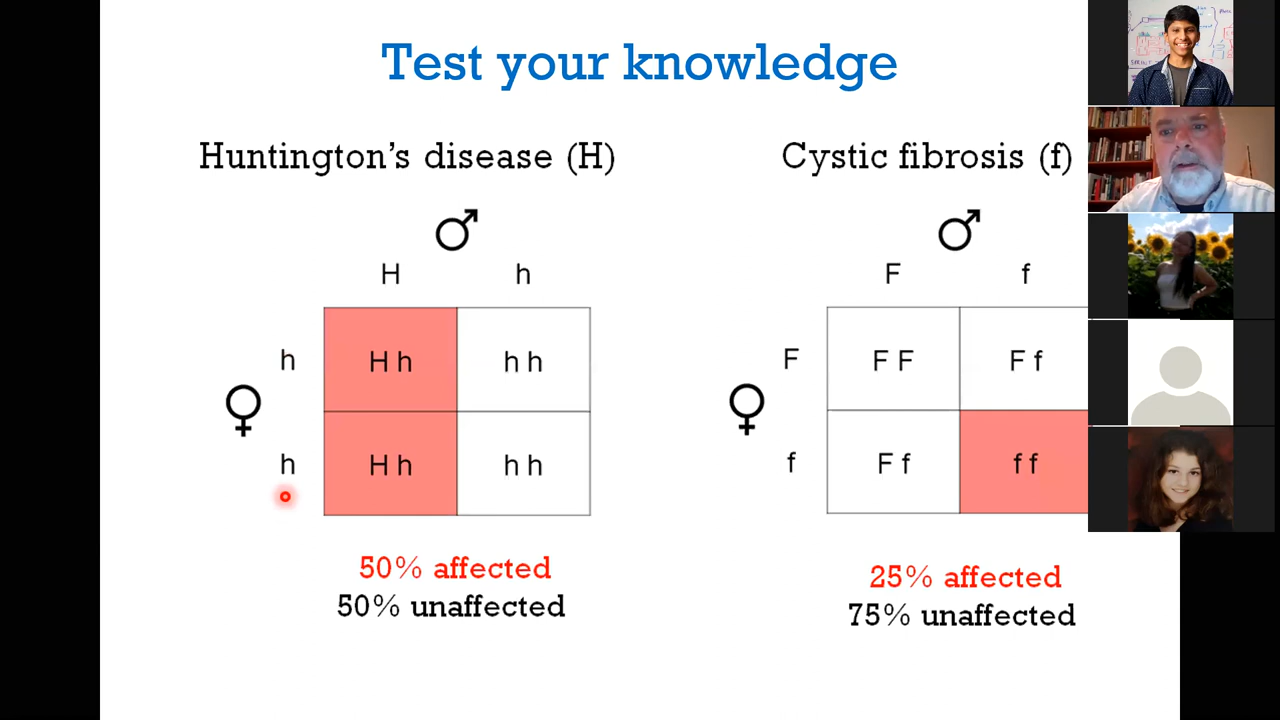 Test your knowledge
Huntington's disease (H)
Cystic fibrosis (f)
H h
F f
h H h h h
F F F F f
h H h h h
f F f f f
50% affected
50% unaffected
25% affected
75% unaffected